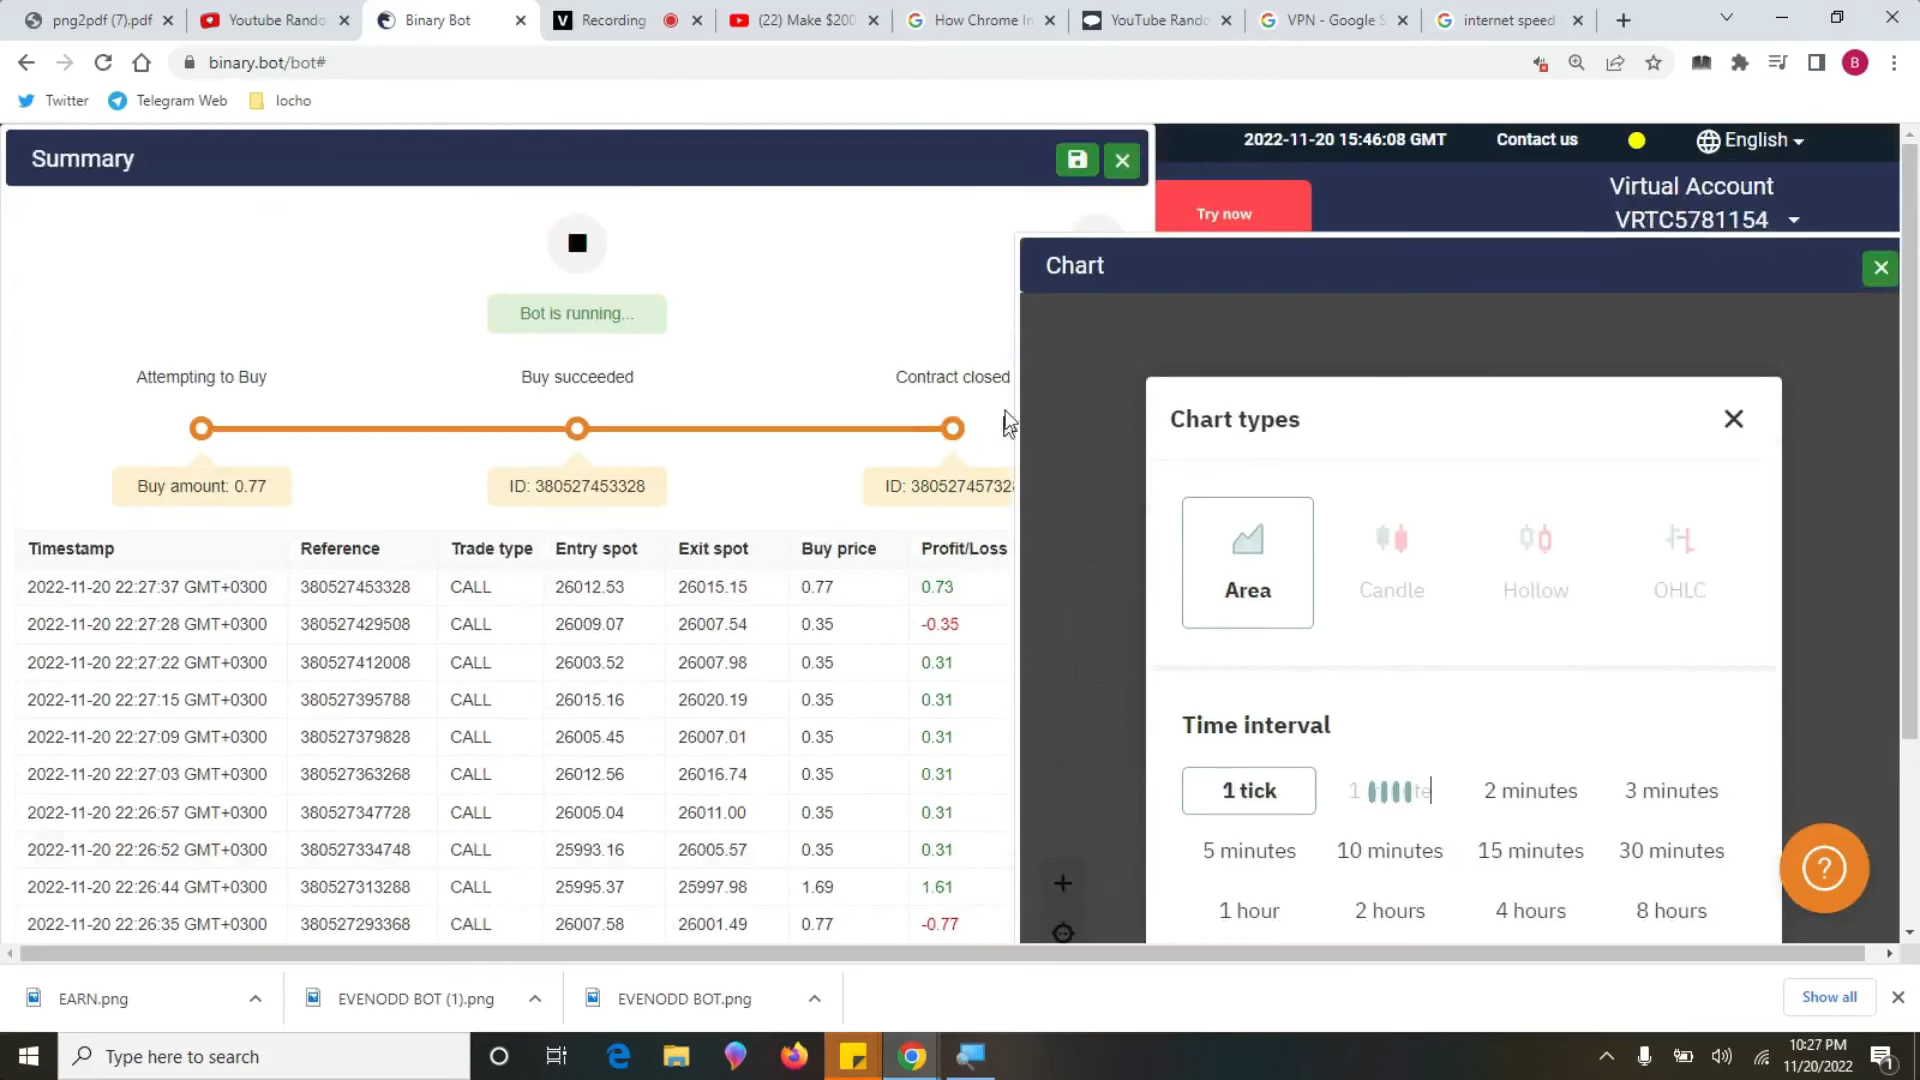 png2pdf (7).pdf
Youtube Rando
Binary Bot
Recording
(22) Make $200
How Chrome In
YouTube Rando
VPN - Google S
internet speed
binary.bot/bot#
B
Twitter
Telegram Web
locho
Summary
2022-11-20 15:46:08 GMT
Contact us
English
Try now
Virtual Account
VRTC5781154
Chart
Bot is running...
Attempting to Buy
Buy succeeded
Contract closed
Buy amount: 0.77
ID: 380527453328
ID: 380527457328
Timestamp Reference Trade type Entry spot Exit spot Buy price Profit/Loss
2022-11-20 22:27:37 GMT+0300 380527453328 CALL 26012.53 26015.15 0.77 0.73
2022-11-20 22:27:28 GMT+0300 380527429508 CALL 26009.07 26007.54 0.35 -0.35
2022-11-20 22:27:22 GMT+0300 380527412008 CALL 26003.52 26007.98 0.35 0.31
2022-11-20 22:27:15 GMT+0300 380527395788 CALL 26015.16 26020.19 0.35 0.31
2022-11-20 22:27:09 GMT+0300 380527379828 CALL 26005.45 26007.01 0.35 0.31
2022-11-20 22:27:03 GMT+0300 380527363268 CALL 26012.56 26016.74 0.35 0.31
2022-11-20 22:26:57 GMT+0300 380527347728 CALL 26005.04 26011.00 0.35 0.31
2022-11-20 22:26:52 GMT+0300 380527334748 CALL 25993.16 26005.57 0.35 0.31
2022-11-20 22:26:44 GMT+0300 380527313288 CALL 25995.37 25997.98 1.69 1.61
2022-11-20 22:26:35 GMT+0300 380527293368 CALL 26007.58 26001.49 0.77 -0.77
Chart types
Area
Candle
Hollow
OHLC
Time interval
1 tick
2 minutes
3 minutes
5 minutes
10 minutes
15 minutes
30 minutes
1 hour
2 hours
4 hours
8 hours
EARN.png
EVENODD BOT (1).png
EVENODD BOT.png
Show all
Type here to search
10:27 PM
11/20/2022
1